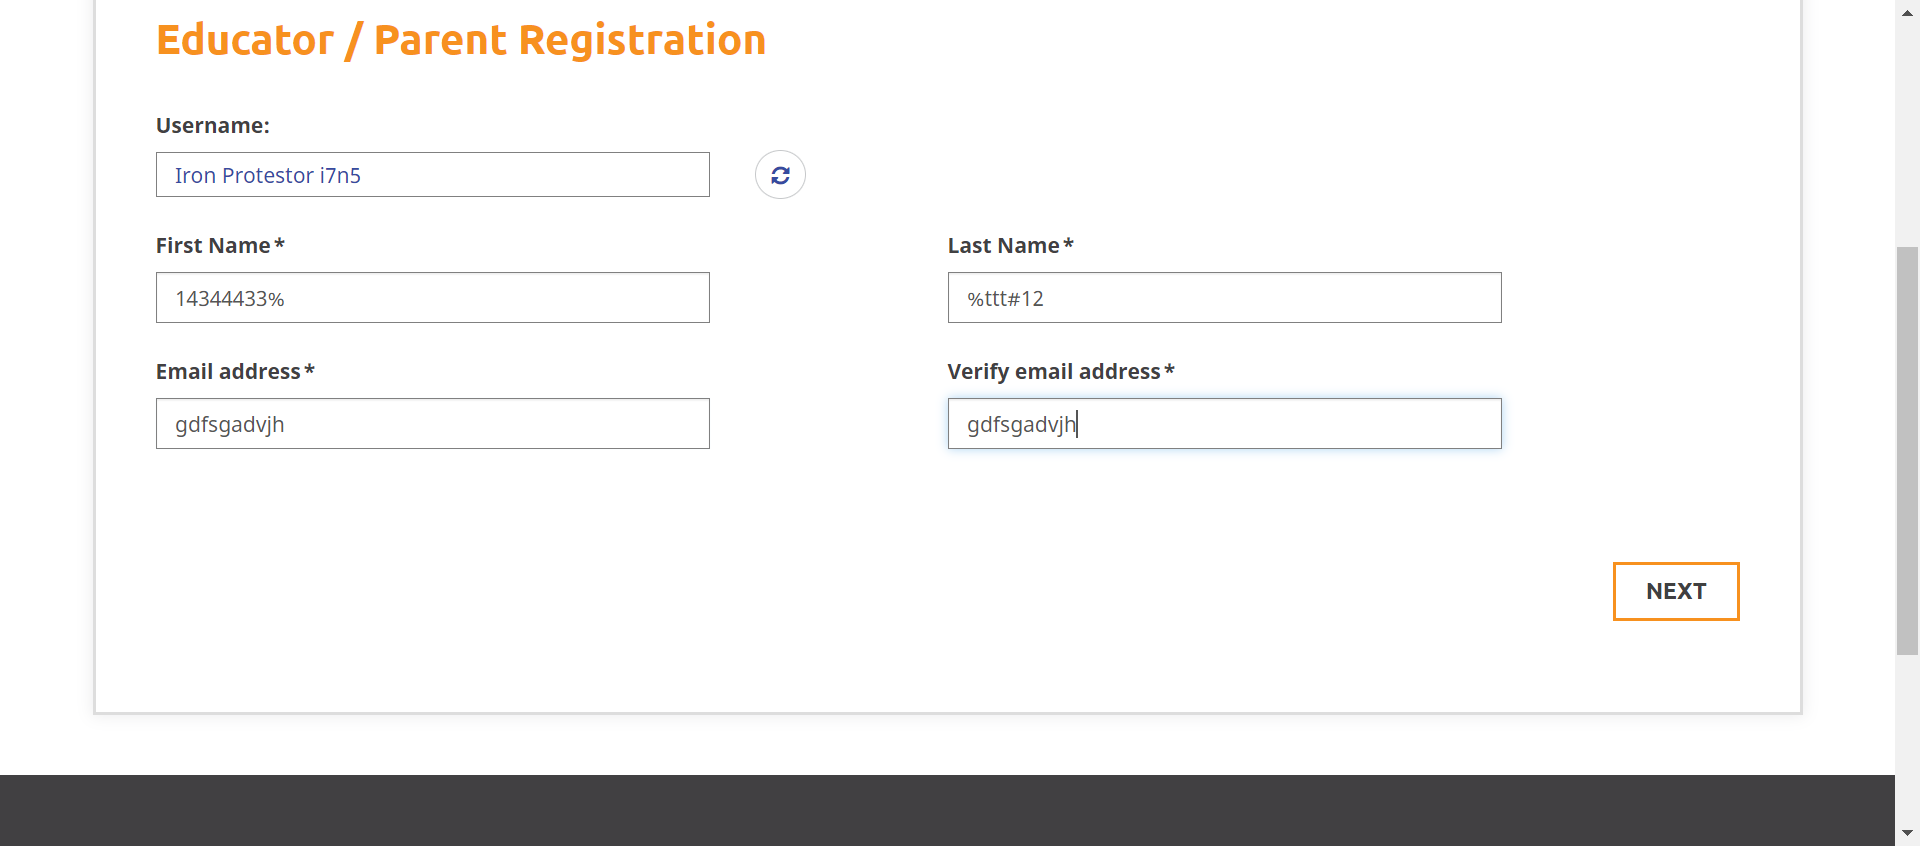 Educator / Parent Registration
Username:
Iron Protestor i7n5
First Name*
Last Name*
14344433%
%ttt#12
Email address*
Verify email address*
gdfsgadvjh
gdfsgadvjh
NEXT